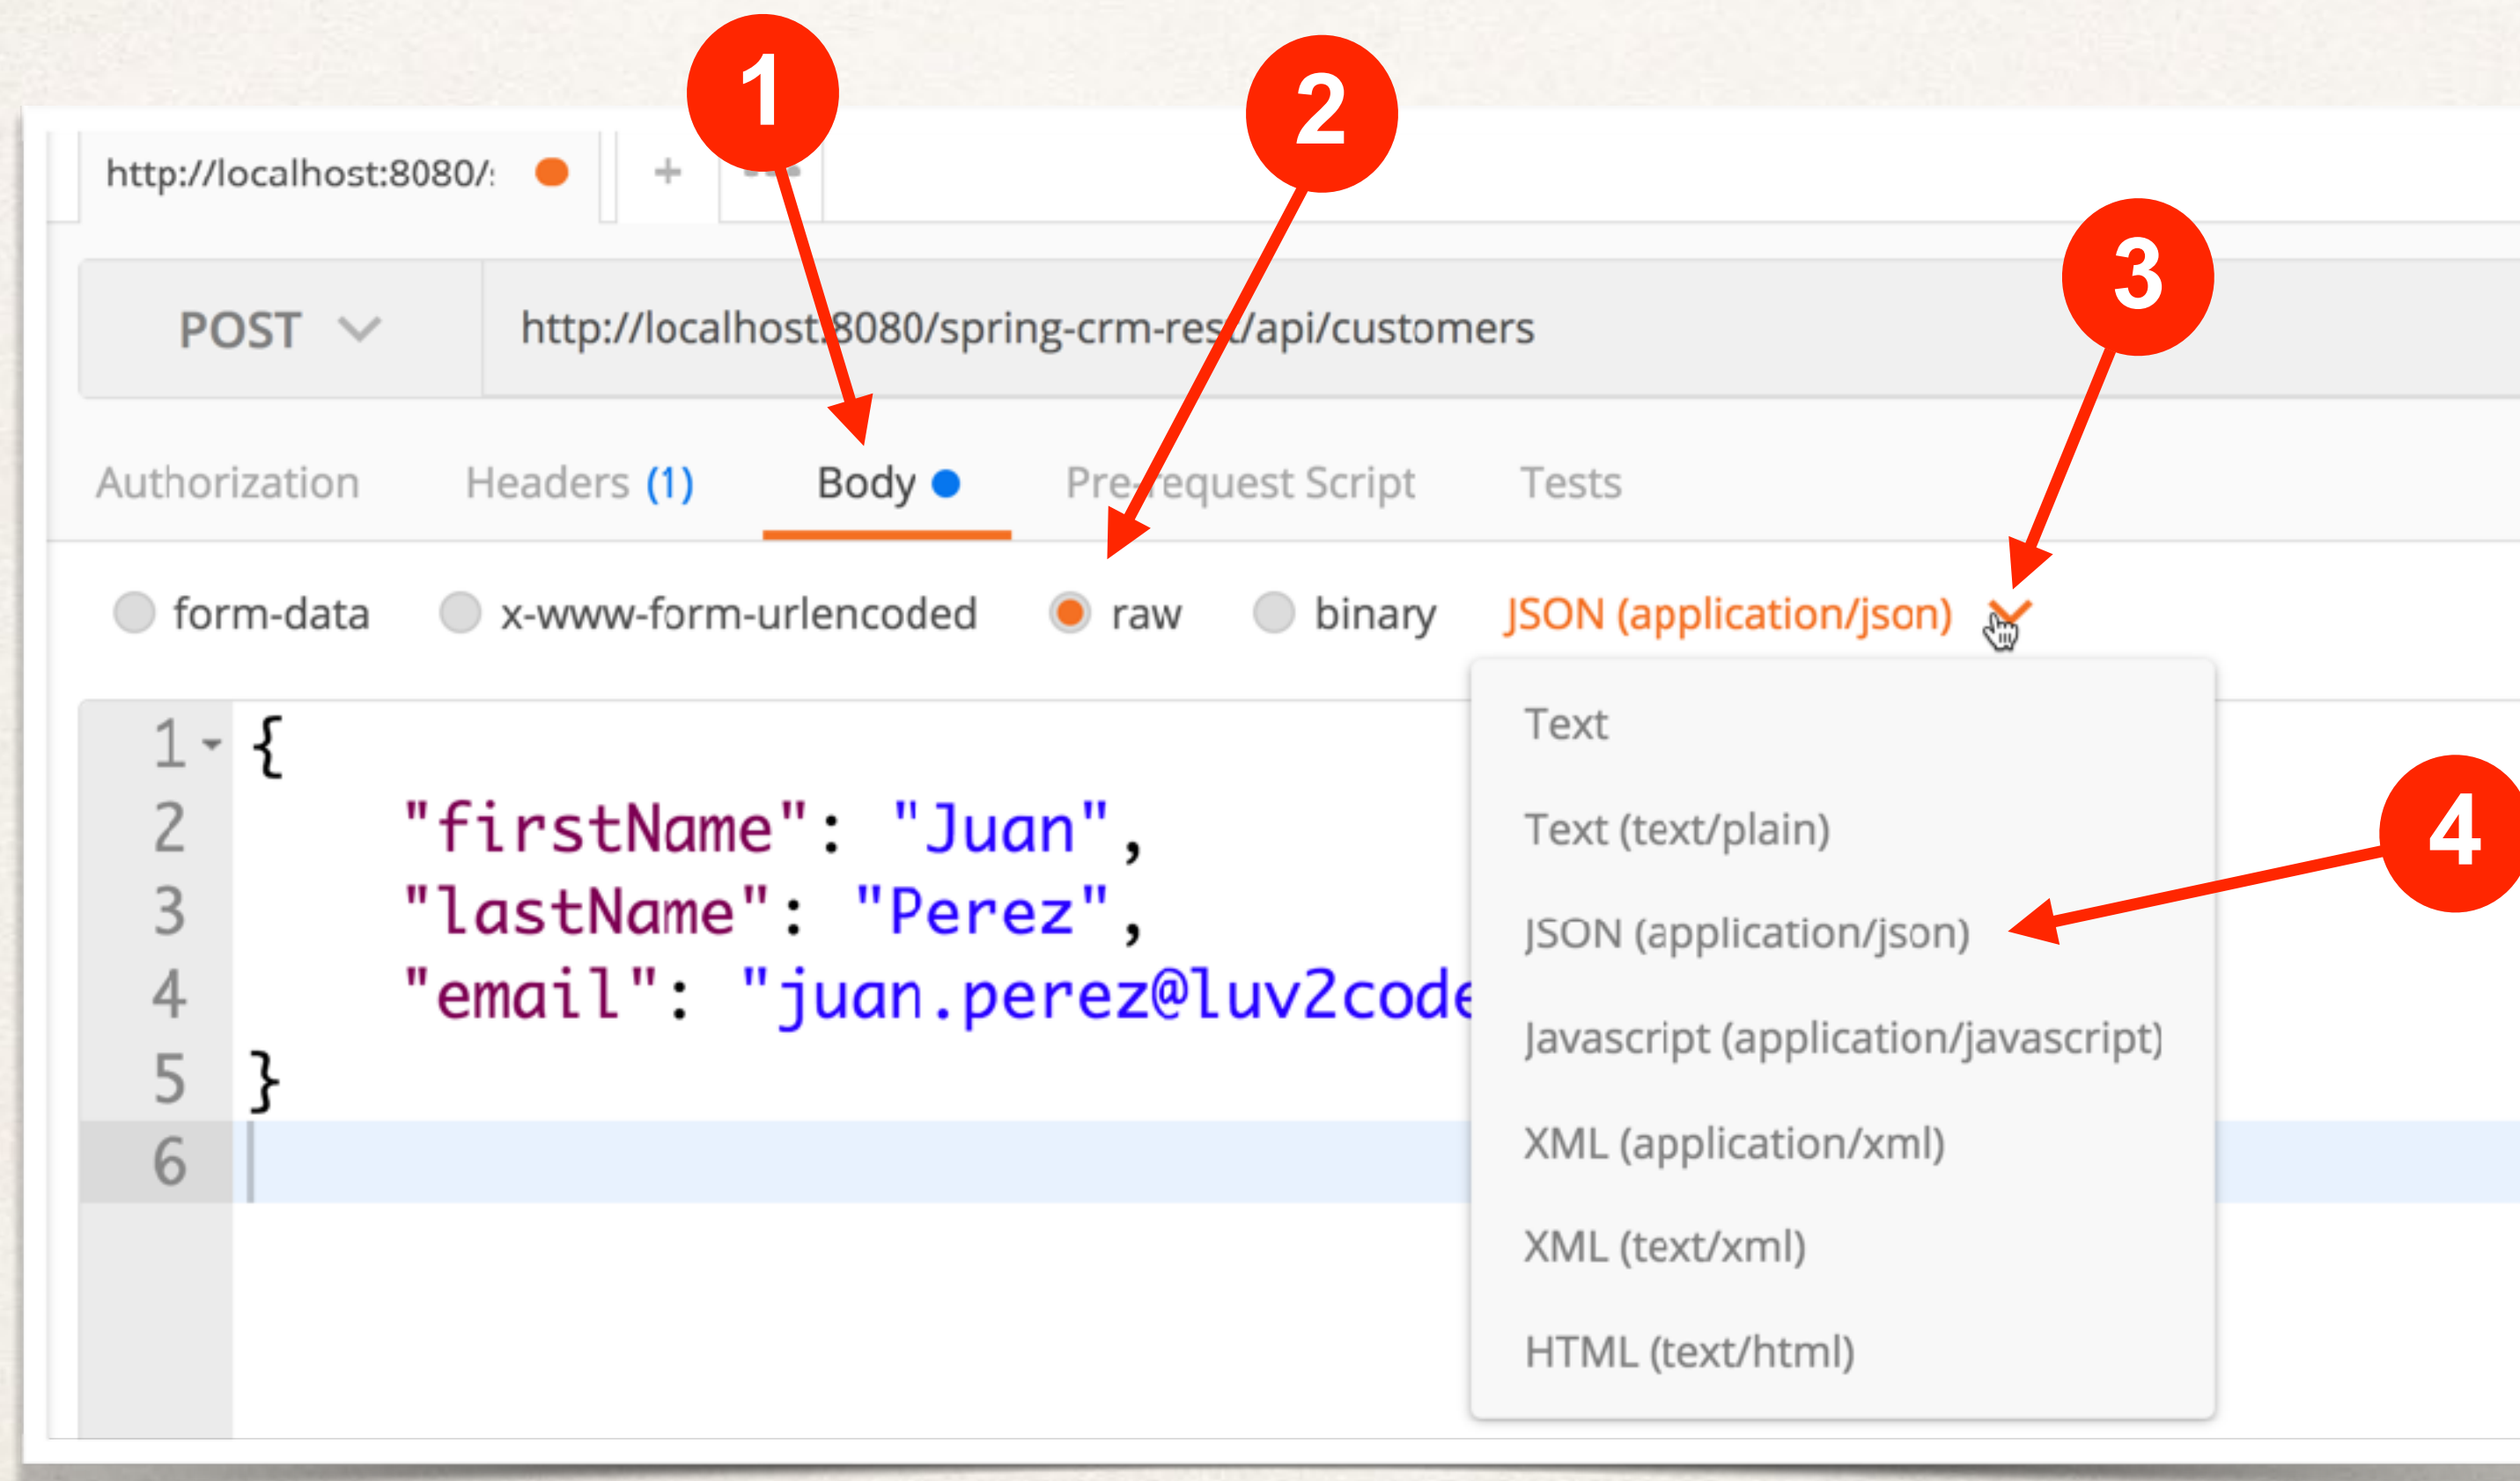 1
2
http://localhost:8080/
+
3
POST
http://localhost:8080/spring-crm-rest/api/customers
Authorization Headers (1) Body Pre-request Script Tests
form-data x-www-form-urlencoded raw binary JSON (application/json)
1 {
2 "firstName": "Juan",
3 "lastName": "Perez",
4 "email": "juan.perez@luv2code
5 }
6
Text
Text (text/plain)
JSON (application/json)
4
Javascript (application/javascript)
XML (application/xml)
XML (text/xml)
HTML (text/html)